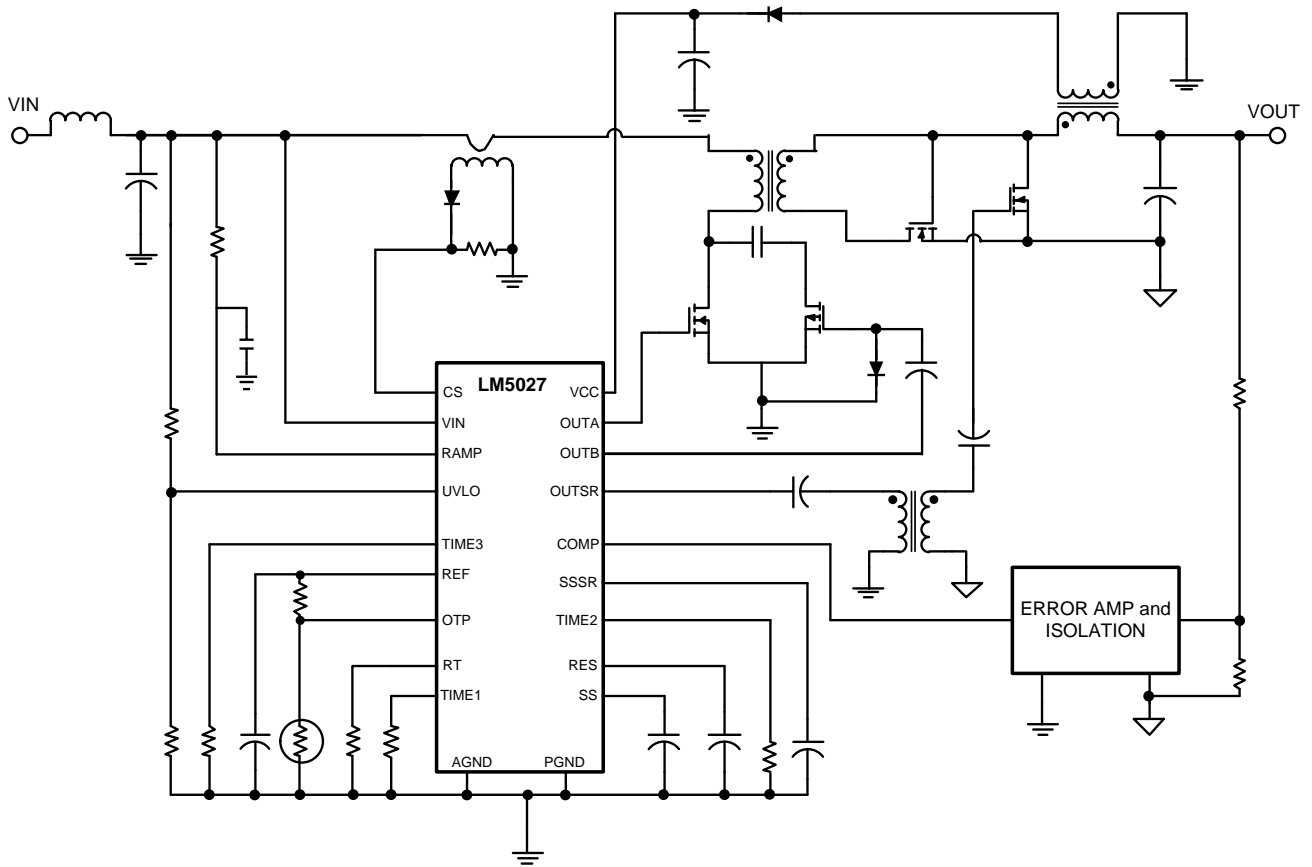 VIN
VOUT
LM5027
CS
VIN
RAMP
UVLO
TIME3
REF
OTP
RT
TIME1
VCC
OUTA
OUTB
OUTSR
COMP
SSSR
TIME2
RES
SS
AGND
PGND
ERROR AMP and
ISOLATION